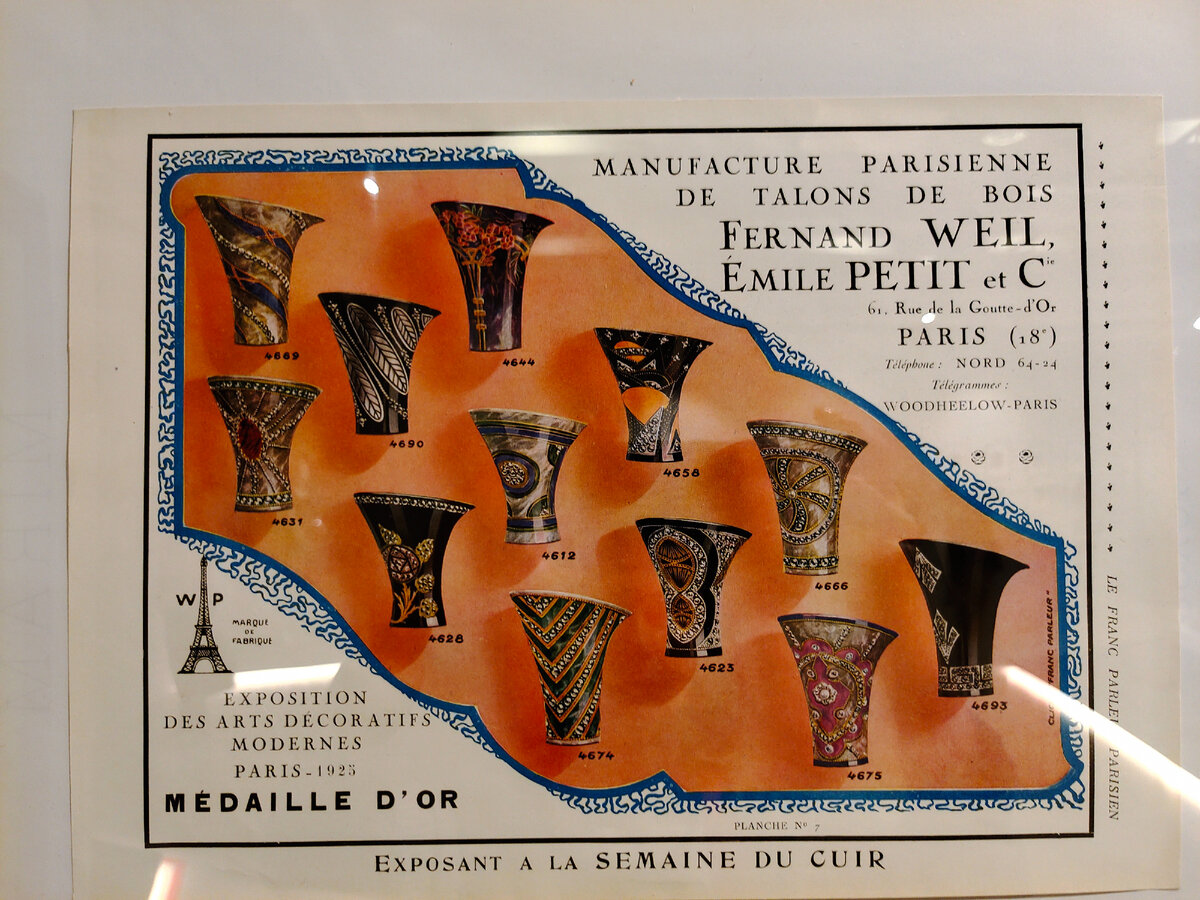 MANUFACTURE PARISIENNE
DE TALONS DE BOIS
FERNAND WEIL,
ÉMILE PETIT et Cie
61, Rue de la Goutte-d'Or
PARIS (18e)
Téléphone : NORD 64-24
Télégrammes :
WOODHEELOW-PARIS
4689
4644
4690
4658
4631
4612
4666
4628
4623
4693
4674
4675
W P
MARQUE
DE
FABRIQUE
EXPOSITION
DES ARTS DÉCORATIFS
MODERNES
PARIS-1925
MÉDAILLE D'OR
FRANC PARLEUR"
LE FRANC PARLEUR PARISIEN
PLANCHE No 7
EXPOSANT A LA SEMAINE DU CUIR